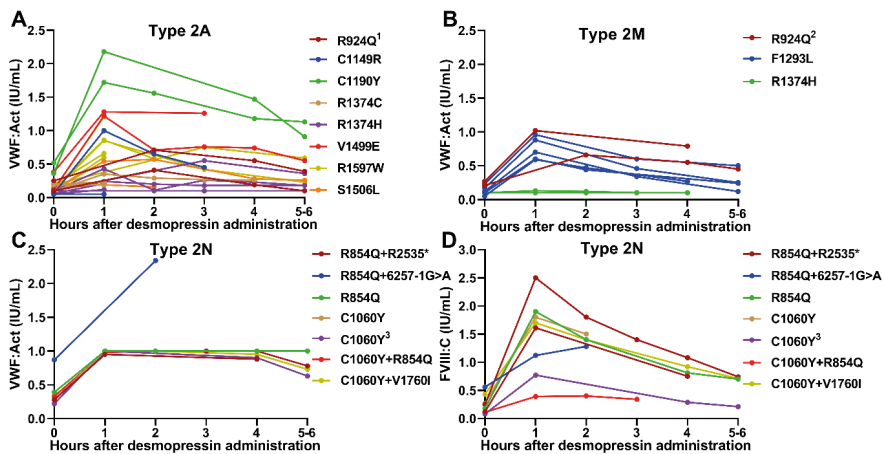 A
Type 2A
VWF:Act (IU/mL)
2.5
2.0
1.5
1.0
0.5
0.0
0 1 2 3 4 5-6
Hours after desmopressin administration
R924Q¹
C1149R
C1190Y
R1374C
R1374H
V1499E
R1597W
S1506L
B
Type 2M
VWF:Act (IU/mL)
2.5
2.0
1.5
1.0
0.5
0.0
0 1 2 3 4 5-6
Hours after desmopressin administration
R924Q²
F1293L
R1374H
C
Type 2N
VWF:Act (IU/mL)
2.5
2.0
1.5
1.0
0.5
0.0
0 1 2 3 4 5-6
Hours after desmopressin administration
R854Q+R2535*
R854Q+6257-1G>A
R854Q
C1060Y
C1060Y³
C1060Y+R854Q
C1060Y+V1760I
D
Type 2N
FVIII:C (IU/mL)
3.0
2.5
2.0
1.5
1.0
0.5
0.0
0 1 2 3 4 5-6
Hours after desmopressin administration
R854Q+R2535*
R854Q+6257-1G>A
R854Q
C1060Y
C1060Y³
C1060Y+R854Q
C1060Y+V1760I